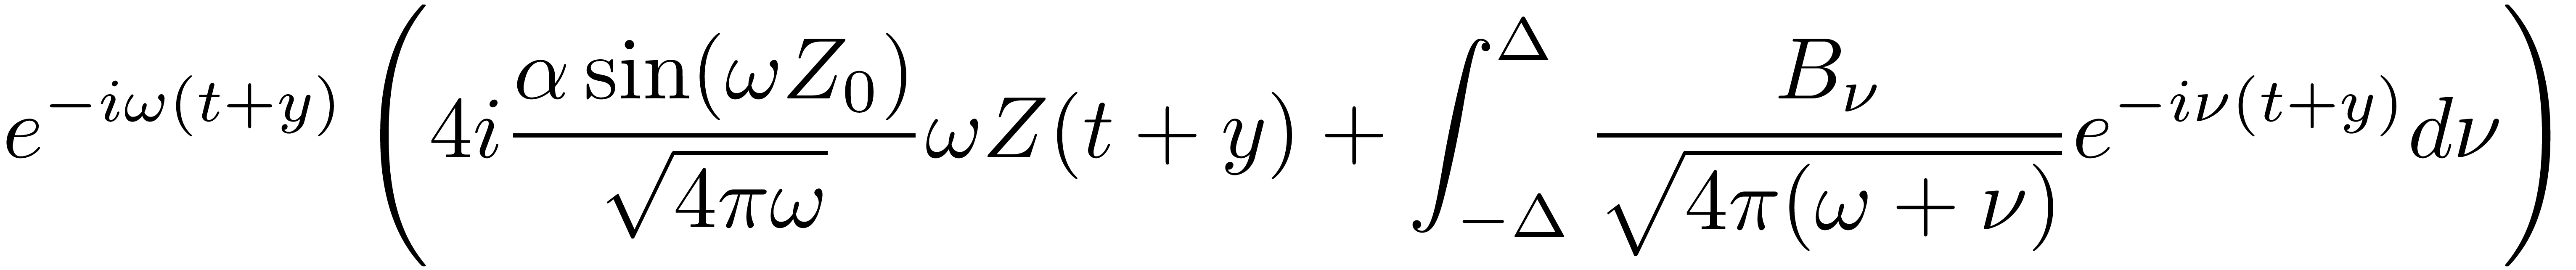 e^{-i\omega(t+y)} \left( 4i \frac{\alpha \sin(\omega Z_0)}{\sqrt{4\pi\omega}} \omega Z(t+y) + \int_{-\Delta}^{\Delta} \frac{B_\nu}{\sqrt{4\pi(\omega+\nu)}} e^{-i\nu(t+y)} d\nu \right)